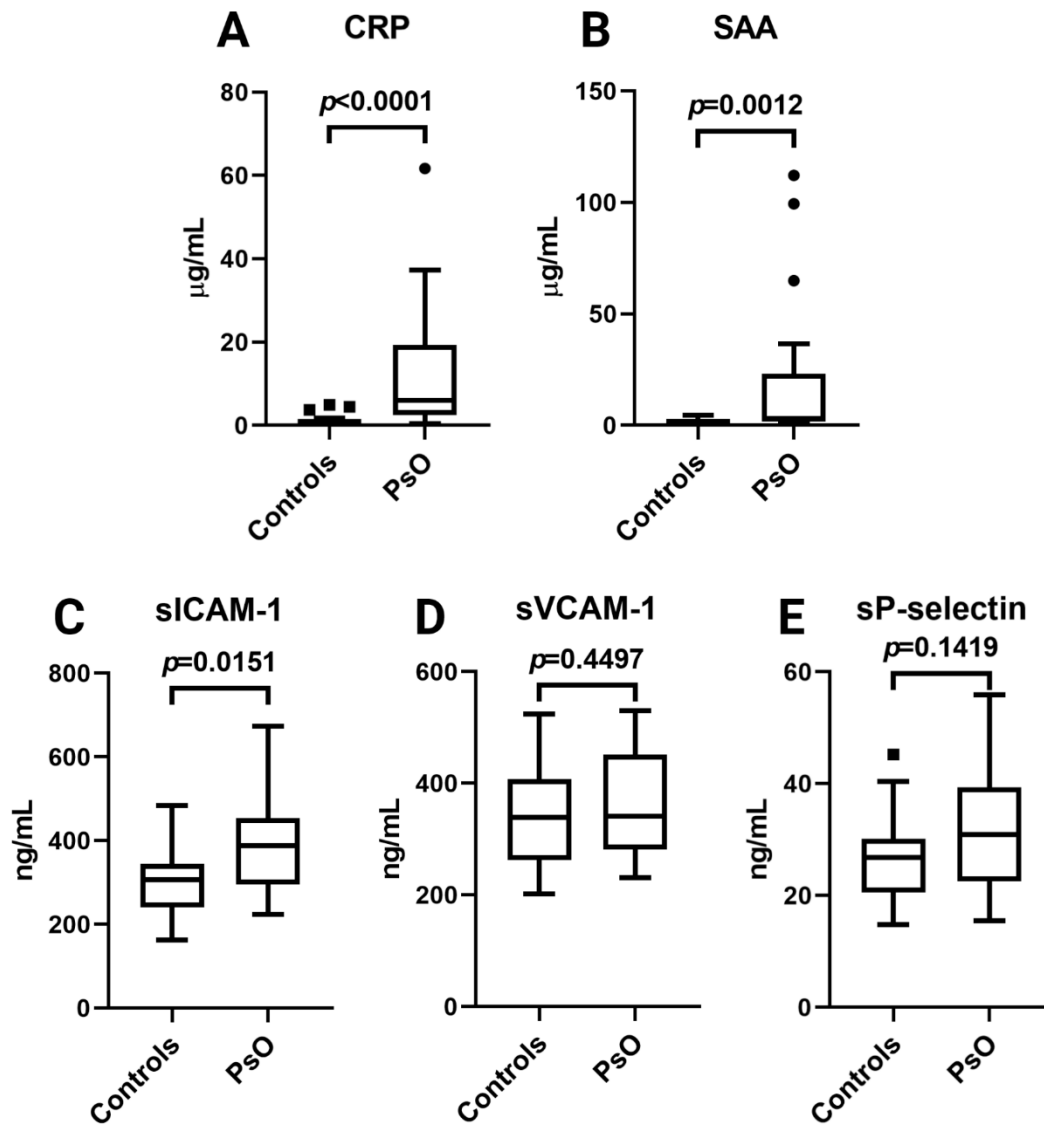 A CRP
p<0.0001
80
60
40
20
0
μg/mL
Controls
PsO
B SAA
p=0.0012
150
100
50
0
μg/mL
Controls
PsO
C sICAM-1
p=0.0151
800
600
400
200
0
ng/mL
Controls
PsO
D sVCAM-1
p=0.4497
600
400
200
0
ng/mL
Controls
PsO
E sP-selectin
p=0.1419
60
40
20
0
ng/mL
Controls
PsO